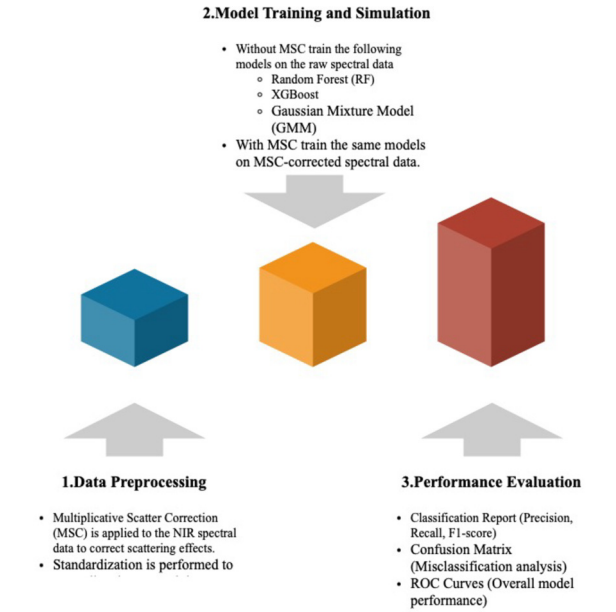 2.Model Training and Simulation
• Without MSC train the following
models on the raw spectral data
◦ Random Forest (RF)
◦ XGBoost
◦ Gaussian Mixture Model
(GMM)
• With MSC train the same models
on MSC-corrected spectral data.
1.Data Preprocessing
• Multiplicative Scatter Correction
(MSC) is applied to the NIR spectral
data to correct scattering effects.
• Standardization is performed to
3.Performance Evaluation
• Classification Report (Precision,
Recall, F1-score)
• Confusion Matrix
(Misclassification analysis)
• ROC Curves (Overall model
performance)